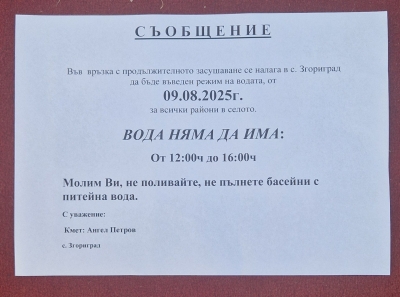 СЪОБЩЕНИЕ
Във връзка с продължителното засушаване се налага в с. Згориград
да бъде въведен режим на водата, от
09.08.2025г.
за всички райони в селото.
ВОДА НЯМА ДА ИМА:
От 12:00ч до 16:00ч
Молим Ви, не поливайте, не пълнете басейни с
питейна вода.
С уважение:
Кмет: Ангел Петров
с. Згориград